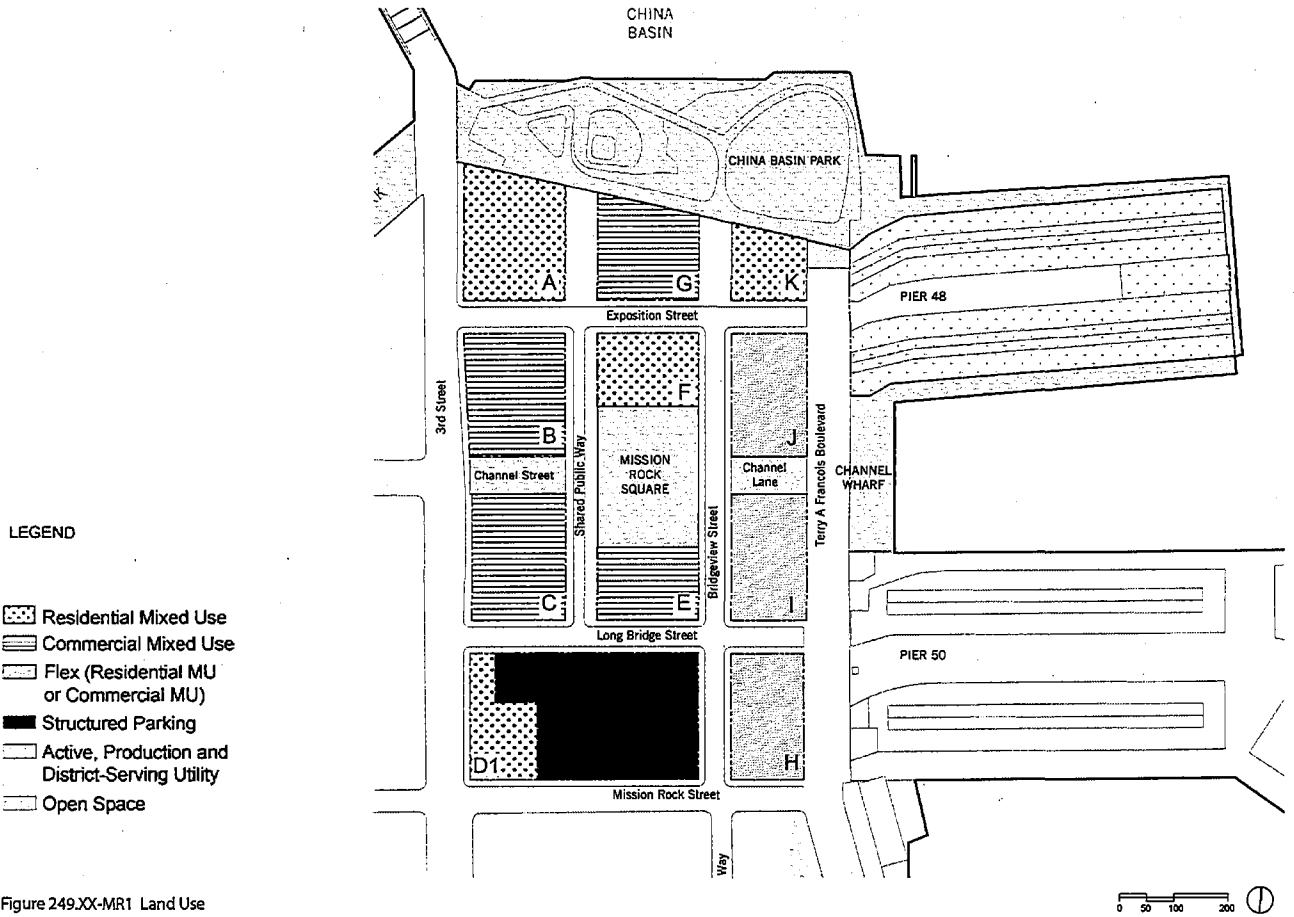 CHINA
BASIN
CHINA BASIN PARK
A
G
K
PIER 48
Exposition Street
3rd Street
F
B
J
Shared Public Way
MISSION
ROCK
SQUARE
Channel Street
Channel
Lane
Terry A Francois Boulevard
CHANNEL
WHARF
Bridgeview Street
C
E
I
Long Bridge Street
PIER 50
D1
H
Mission Rock Street
Way
LEGEND
Residential Mixed Use
Commercial Mixed Use
Flex (Residential MU
or Commercial MU)
Structured Parking
Active, Production and
District-Serving Utility
Open Space
Figure 249.XX-MR1 Land Use
0 50 100 200